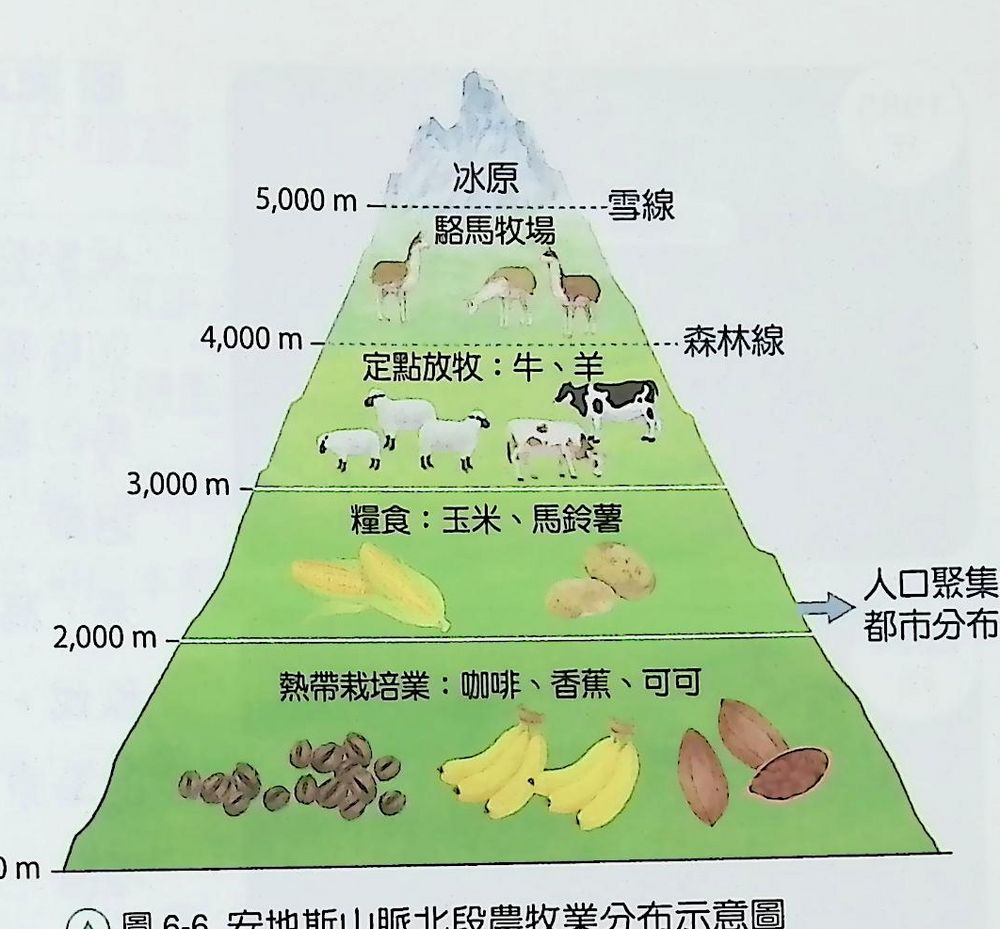 冰原
5,000 m
雪線
駱馬牧場
4,000 m
森林線
定點放牧：牛、羊
3,000 m
糧食：玉米、馬鈴薯
人口聚集
都市分布
2,000 m
熱帶栽培業：咖啡、香蕉、可可
0 m
圖 6-6 安地斯山脈北段農牧業分布示意圖